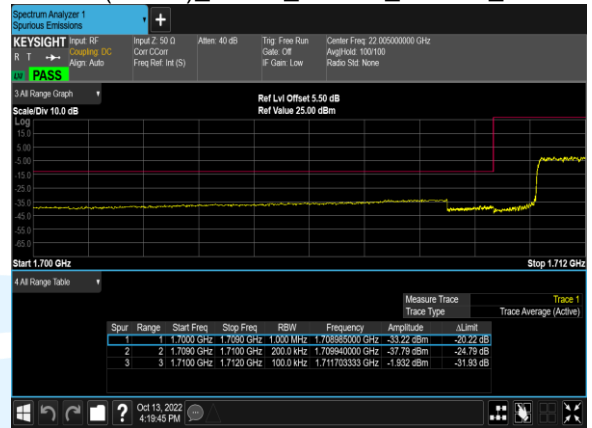 Spectrum Analyzer 1
Spurious Emissions
KEYSIGHT Input: RF Input Z: 50 Ω Atten: 40 dB Trig: Free Run Center Freq: 22.005000000 GHz
R T Coupling: DC Corr CCorr Gate: Off Avg|Hold: 100/100
Align: Auto Freq Ref: Int (S) IF Gain: Low Radio Std: None
LXI PASS
3 All Range Graph
Ref Lvl Offset 5.50 dB
Scale/Div 10.0 dB Ref Value 25.00 dBm
Log
15.0
5.00
-5.00
-15.0
-25.0
-35.0
-45.0
-55.0
-65.0
Start 1.700 GHz Stop 1.712 GHz
4 All Range Table
Measure Trace Trace 1
Trace Type Trace Average (Active)
Spur Range Start Freq Stop Freq RBW Frequency Amplitude ΔLimit
1 1 1.7000 GHz 1.7090 GHz 1.000 MHz 1.708985000 GHz -33.22 dBm -20.22 dB
2 2 1.7090 GHz 1.7100 GHz 200.0 kHz 1.709940000 GHz -37.79 dBm -24.79 dB
3 3 1.7100 GHz 1.7120 GHz 100.0 kHz 1.711703333 GHz -1.932 dBm -31.93 dB
? Oct 13, 2022
4:19:45 PM